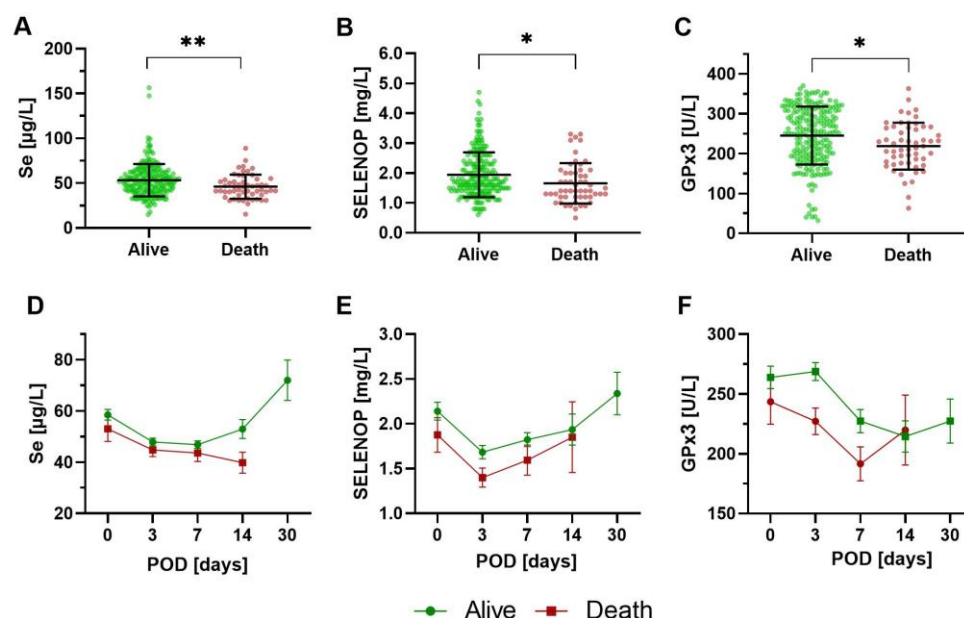 A
B
C
**
*
*
Se [µg/L]
200
150
100
50
0
Alive
Death
SELENOP [mg/L]
6.0
5.0
4.0
3.0
2.0
1.0
0.0
Alive
Death
GPx3 [U/L]
400
300
200
100
0
Alive
Death
D
E
F
Se [µg/L]
80
60
40
20
0
3
7
14
30
POD [days]
SELENOP [mg/L]
3.0
2.5
2.0
1.5
1.0
0
3
7
14
30
POD [days]
GPx3 [U/L]
300
250
200
150
0
3
7
14
30
POD [days]
Alive
Death